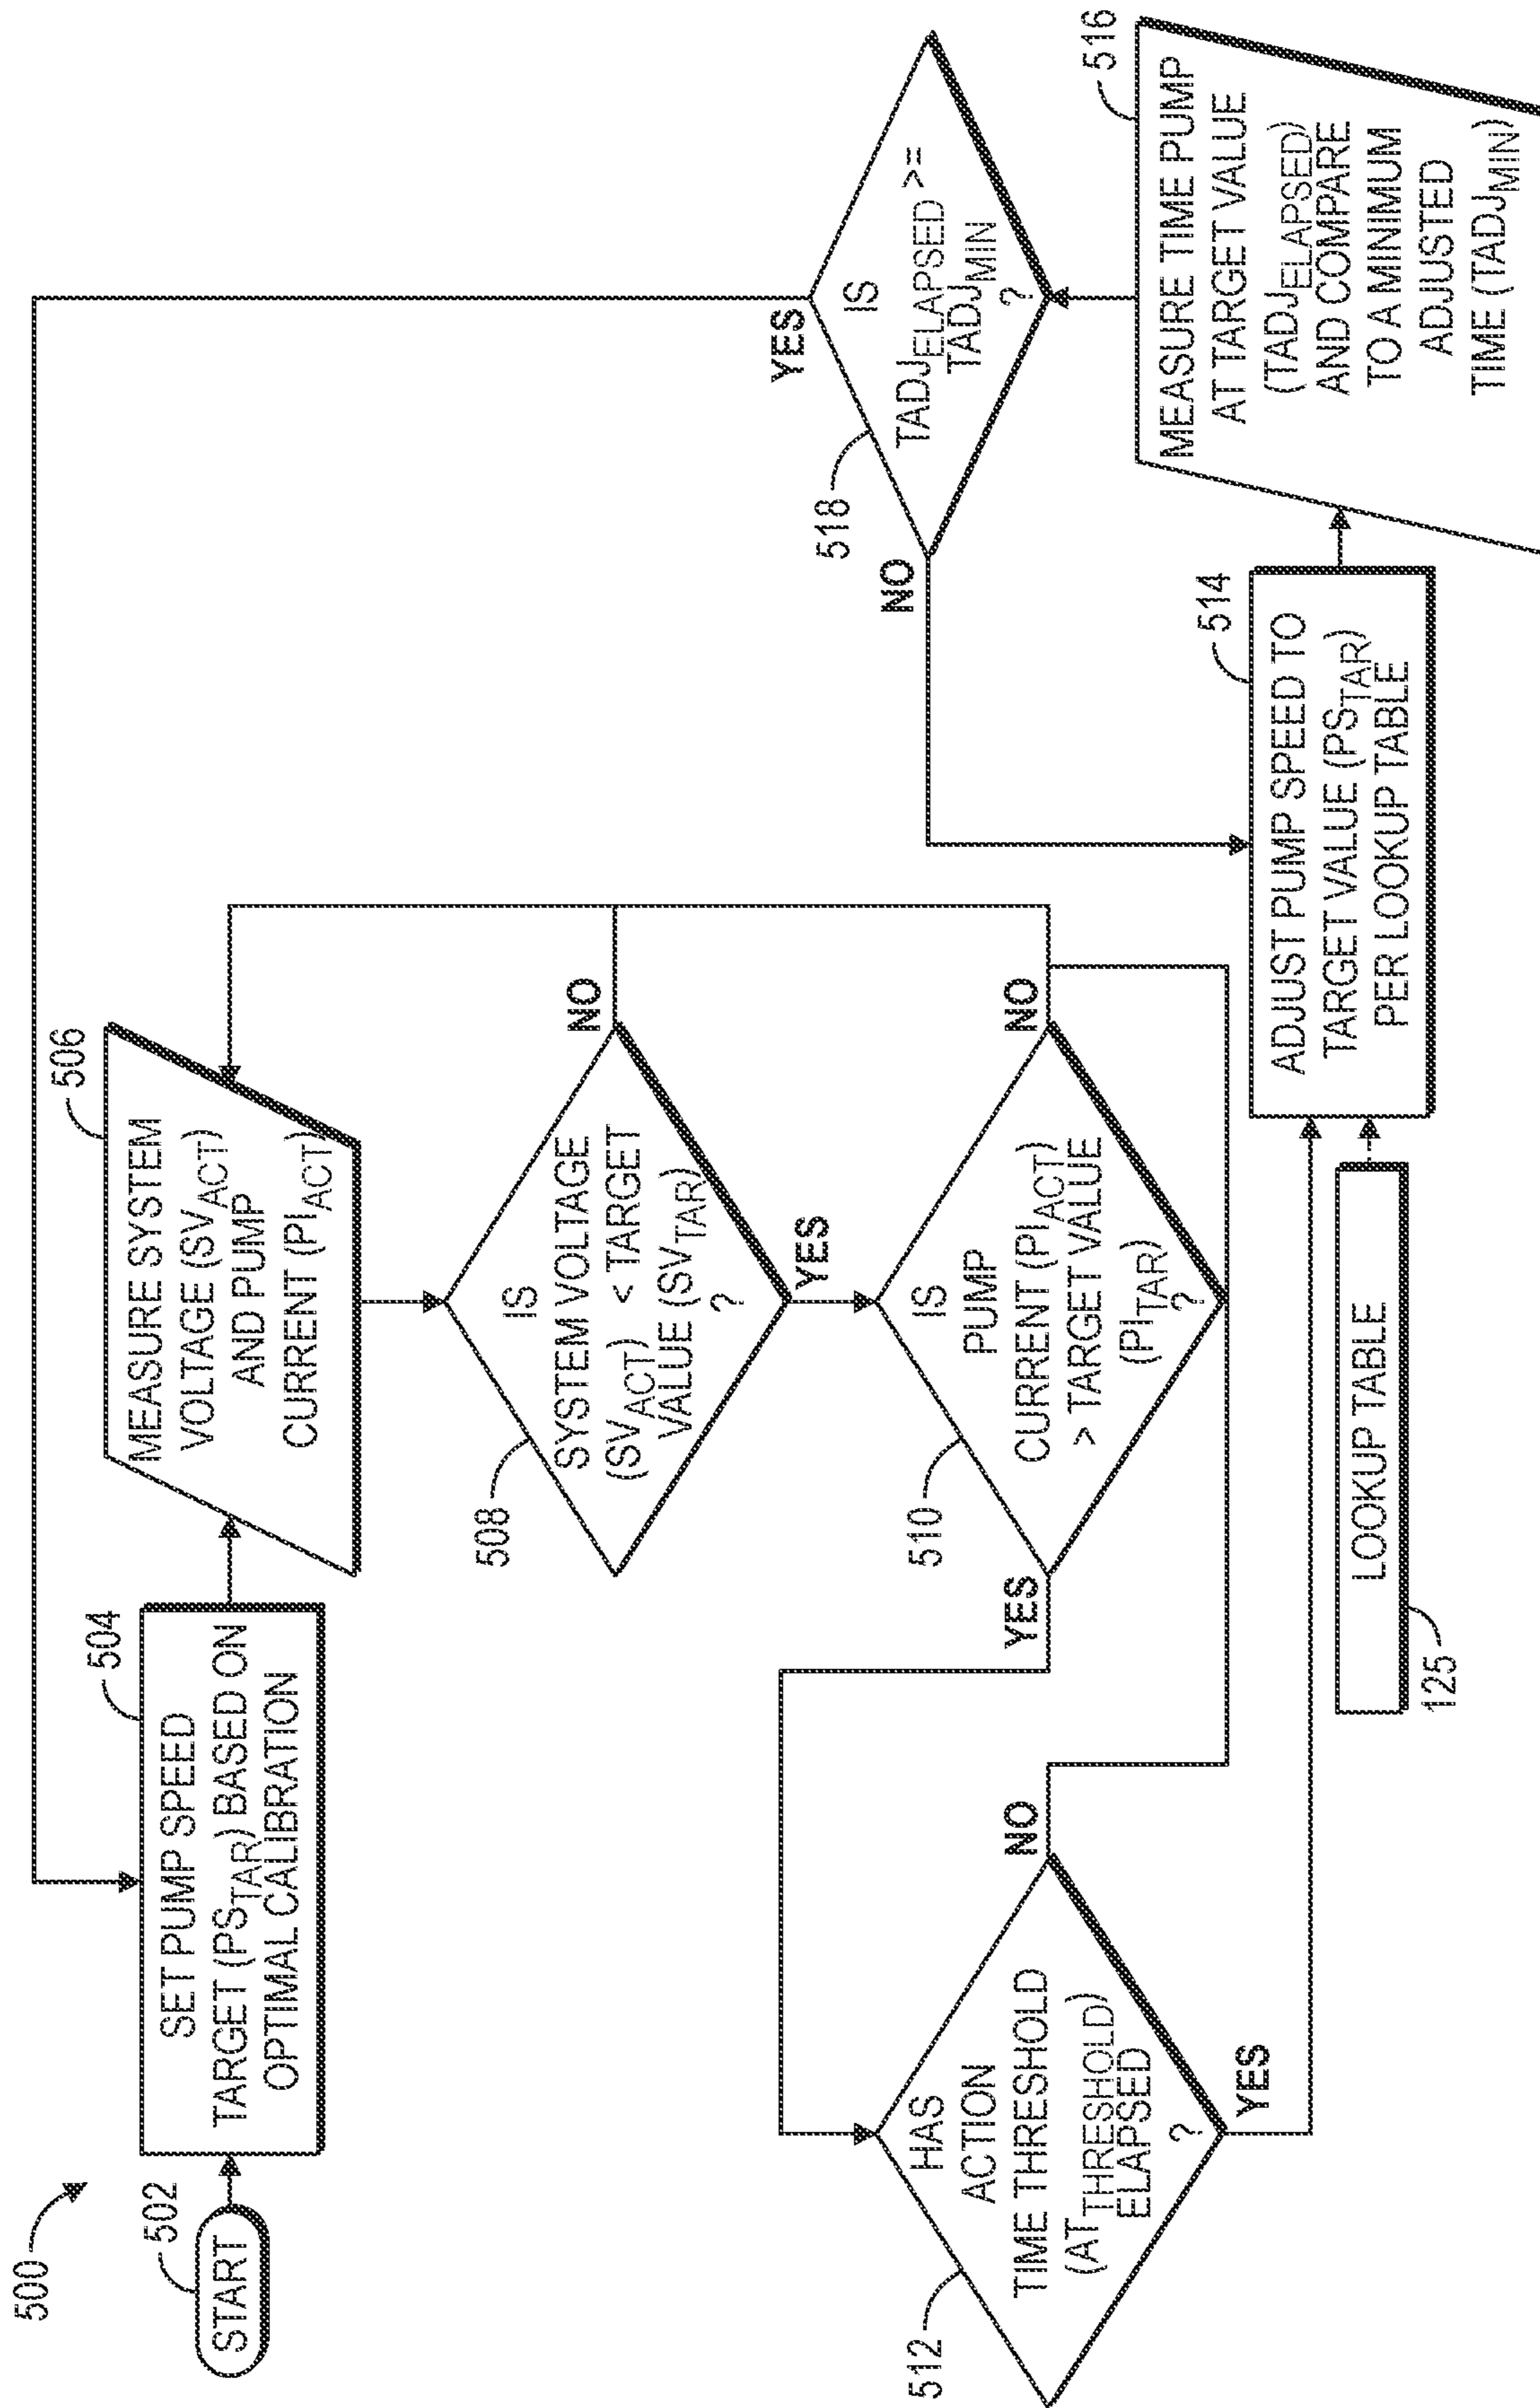 500
502
START
504
SET PUMP SPEED
TARGET (PSTAR) BASED ON
OPTIMAL CALIBRATION
506
MEASURE SYSTEM
VOLTAGE (SVACT)
AND PUMP
CURRENT (PIACT)
508
IS
SYSTEM VOLTAGE
(SVACT) < TARGET
VALUE (SVTAR)
?
NO
YES
510
IS
PUMP
CURRENT (PIACT)
> TARGET VALUE
(PITAR)
?
NO
YES
512
HAS
ACTION
TIME THRESHOLD
(ATTHRESHOLD)
ELAPSED
?
NO
YES
LOOKUP TABLE
125
514
ADJUST PUMP SPEED TO
TARGET VALUE (PSTAR)
PER LOOKUP TABLE
516
MEASURE TIME PUMP
AT TARGET VALUE
(TADJELAPSED)
AND COMPARE
TO A MINIMUM
ADJUSTED
TIME (TADJMIN)
518
IS
TADJELAPSED >=
TADJMIN
?
YES
NO